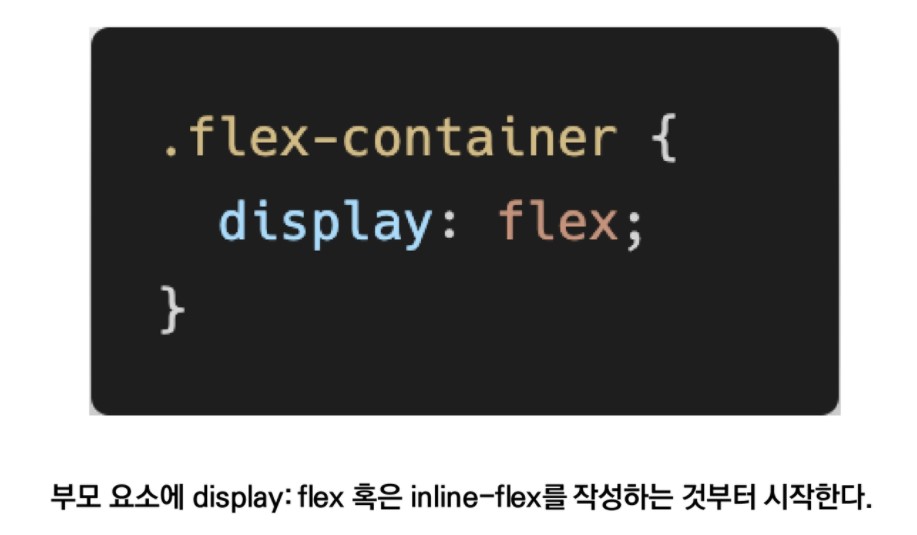 .flex-container {
  display: flex;
}
부모 요소에 display: flex 혹은 inline-flex를 작성하는 것부터 시작한다.